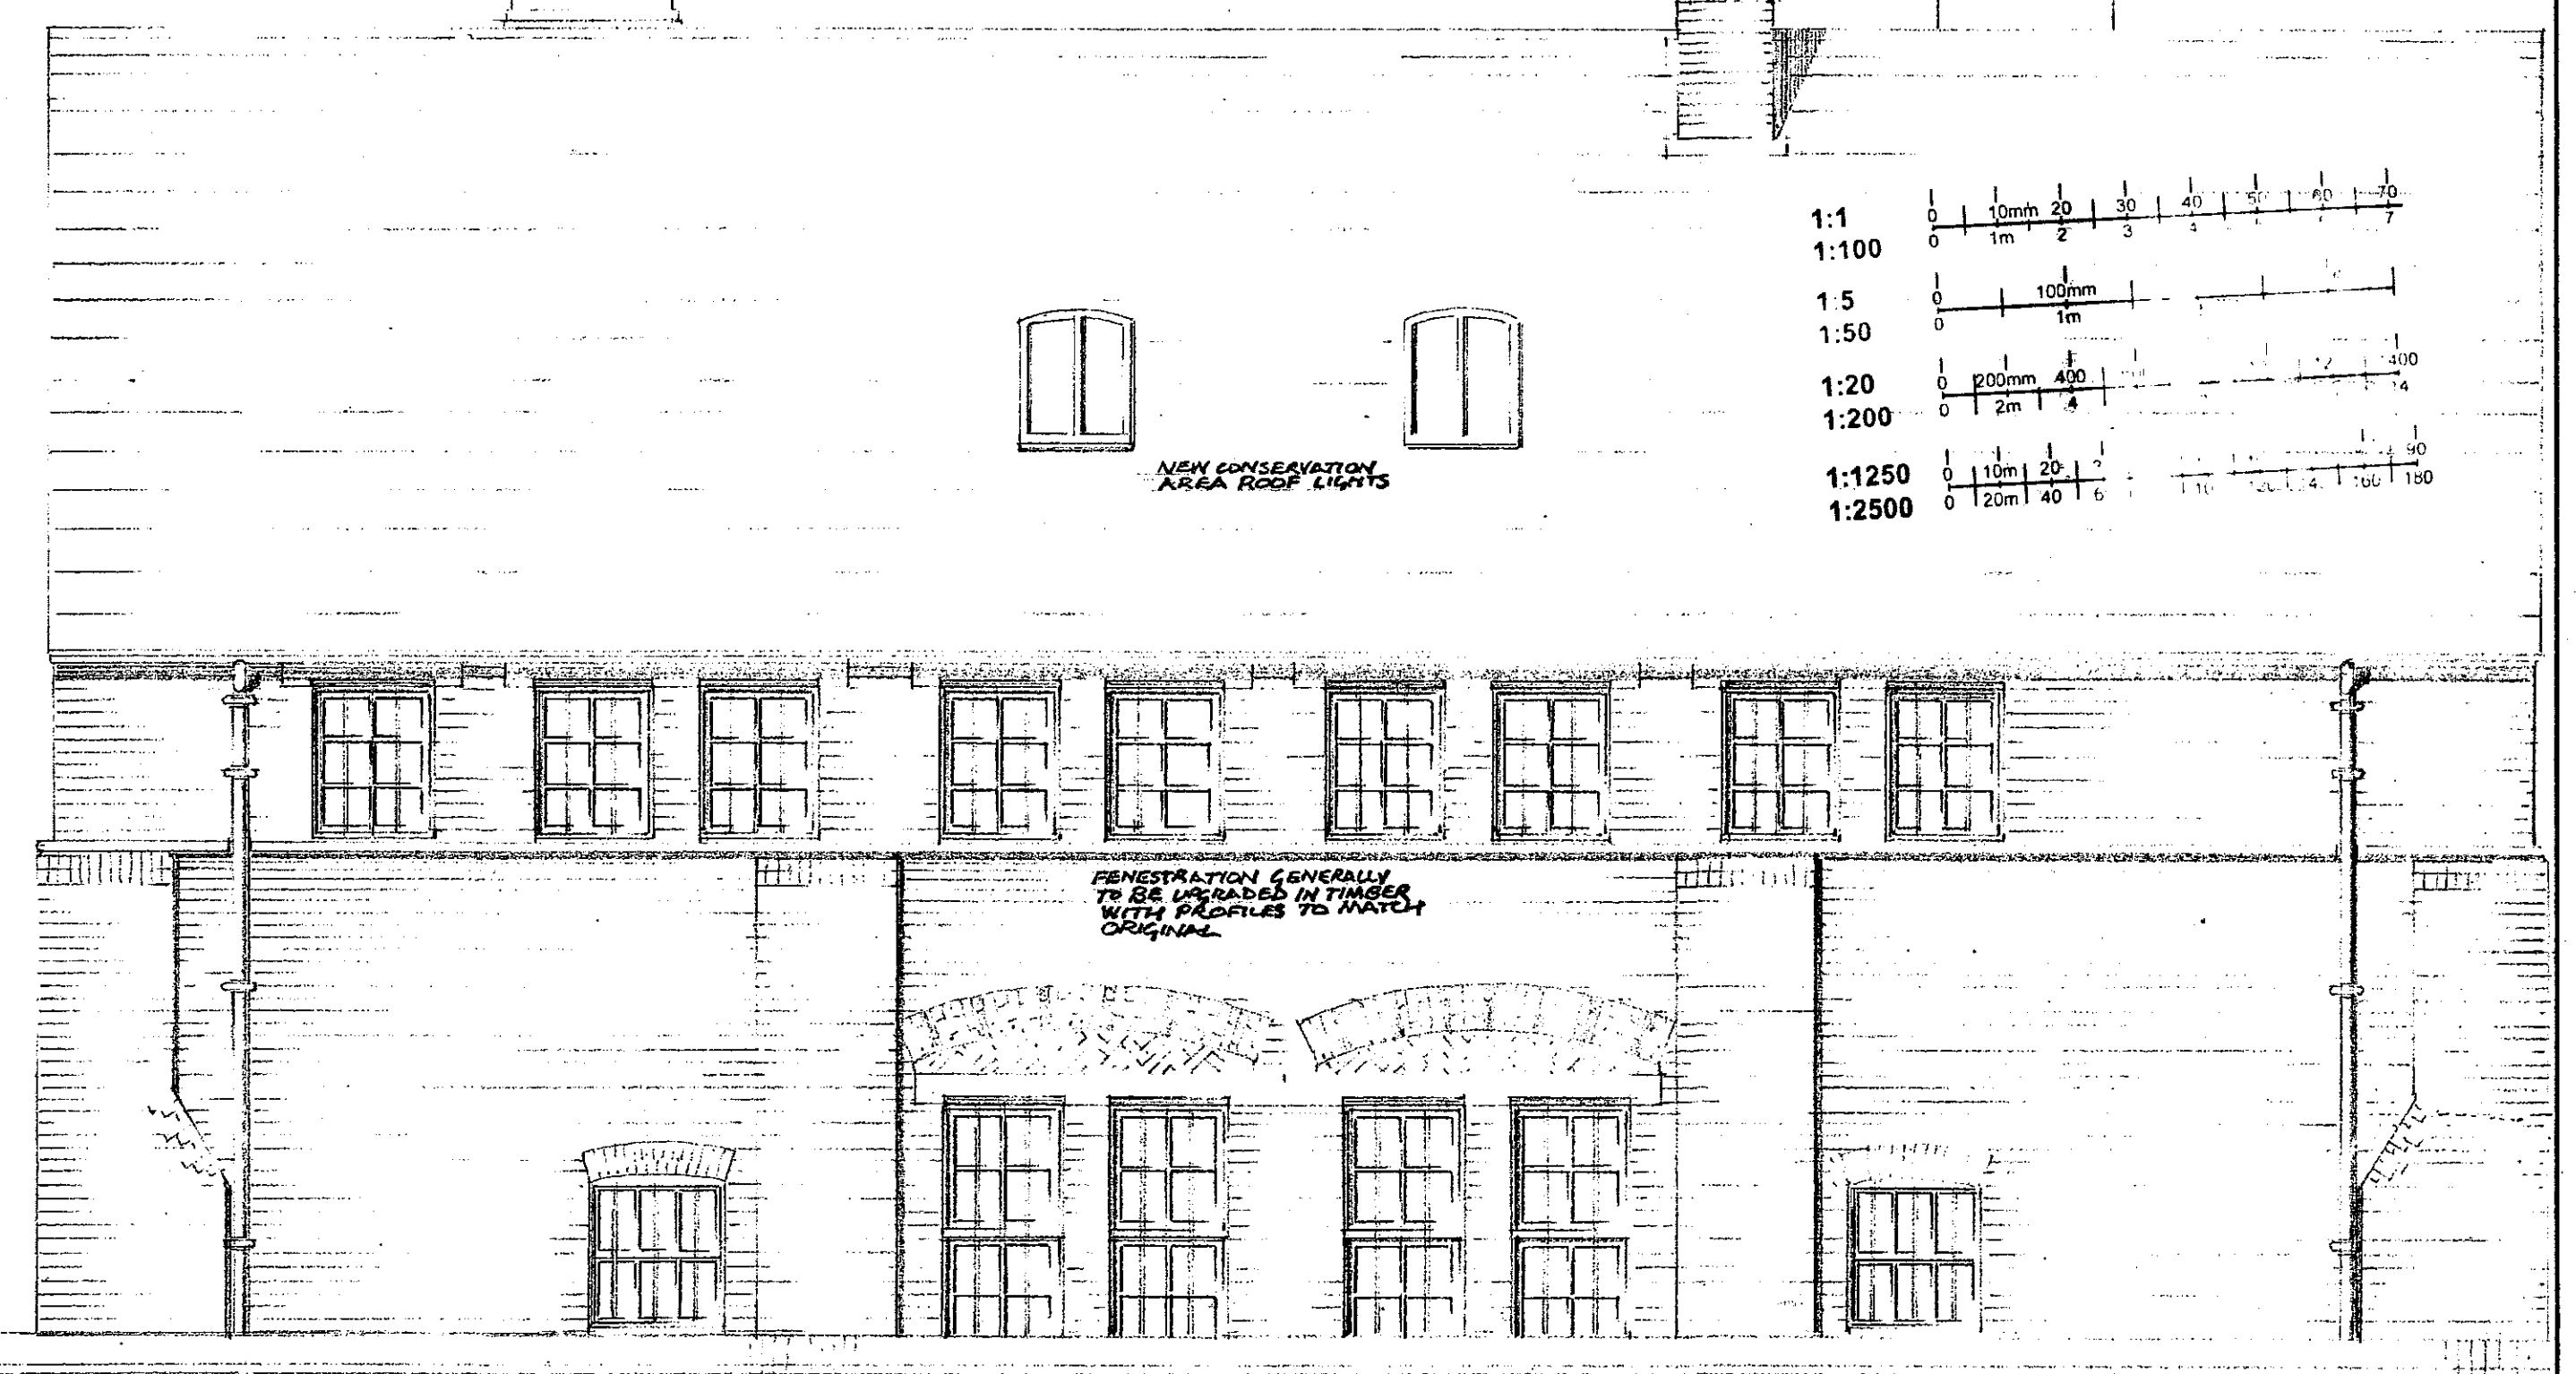 1:1 0 10mm 20 30 40 50 60 70
1:100 0 1m 2 3 4 7
1:5 0 100mm
1:50 0 1m
1:20 0 200mm 400 400
1:200 0 2m 4
1:1250 0 10m 20 90
1:2500 0 20m 40 6 160 180
NEW CONSERVATION
AREA ROOF LIGHTS
FENESTRATION GENERALLY
TO BE UPGRADED IN TIMBER
WITH PROFILES TO MATCH
ORIGINAL